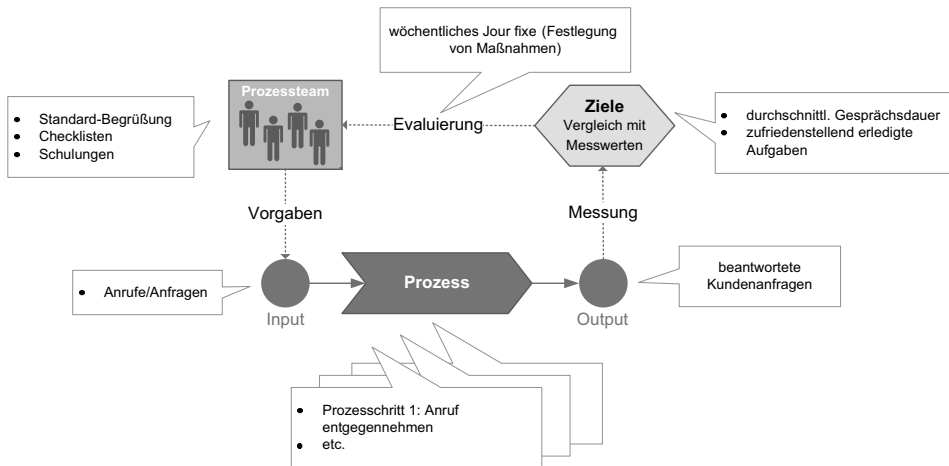 wöchentliches Jour fixe (Festlegung
von Maßnahmen)
Prozessteam
Ziele
Vergleich mit
Messwerten
Evaluierung
• Standard-Begrüßung
• Checklisten
• Schulungen
• durchschnittl. Gesprächsdauer
• zufriedenstellend erledigte
Aufgaben
Vorgaben
Messung
• Anrufe/Anfragen
Input
Prozess
Output
beantwortete
Kundenanfragen
• Prozesschritt 1: Anruf
entgegennehmen
• etc.